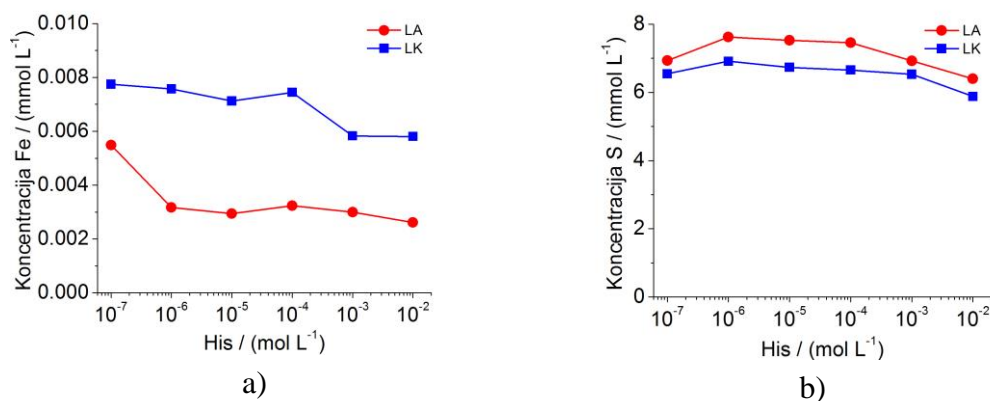 0.010
0.008
0.006
0.004
0.002
0.000
Koncentracija Fe / (mmol L⁻¹)
LA
LK
10⁻⁷ 10⁻⁶ 10⁻⁵ 10⁻⁴ 10⁻³ 10⁻²
His / (mol L⁻¹)
a)
8
6
4
2
0
Koncentracija S / (mmol L⁻¹)
LA
LK
10⁻⁷ 10⁻⁶ 10⁻⁵ 10⁻⁴ 10⁻³ 10⁻²
His / (mol L⁻¹)
b)